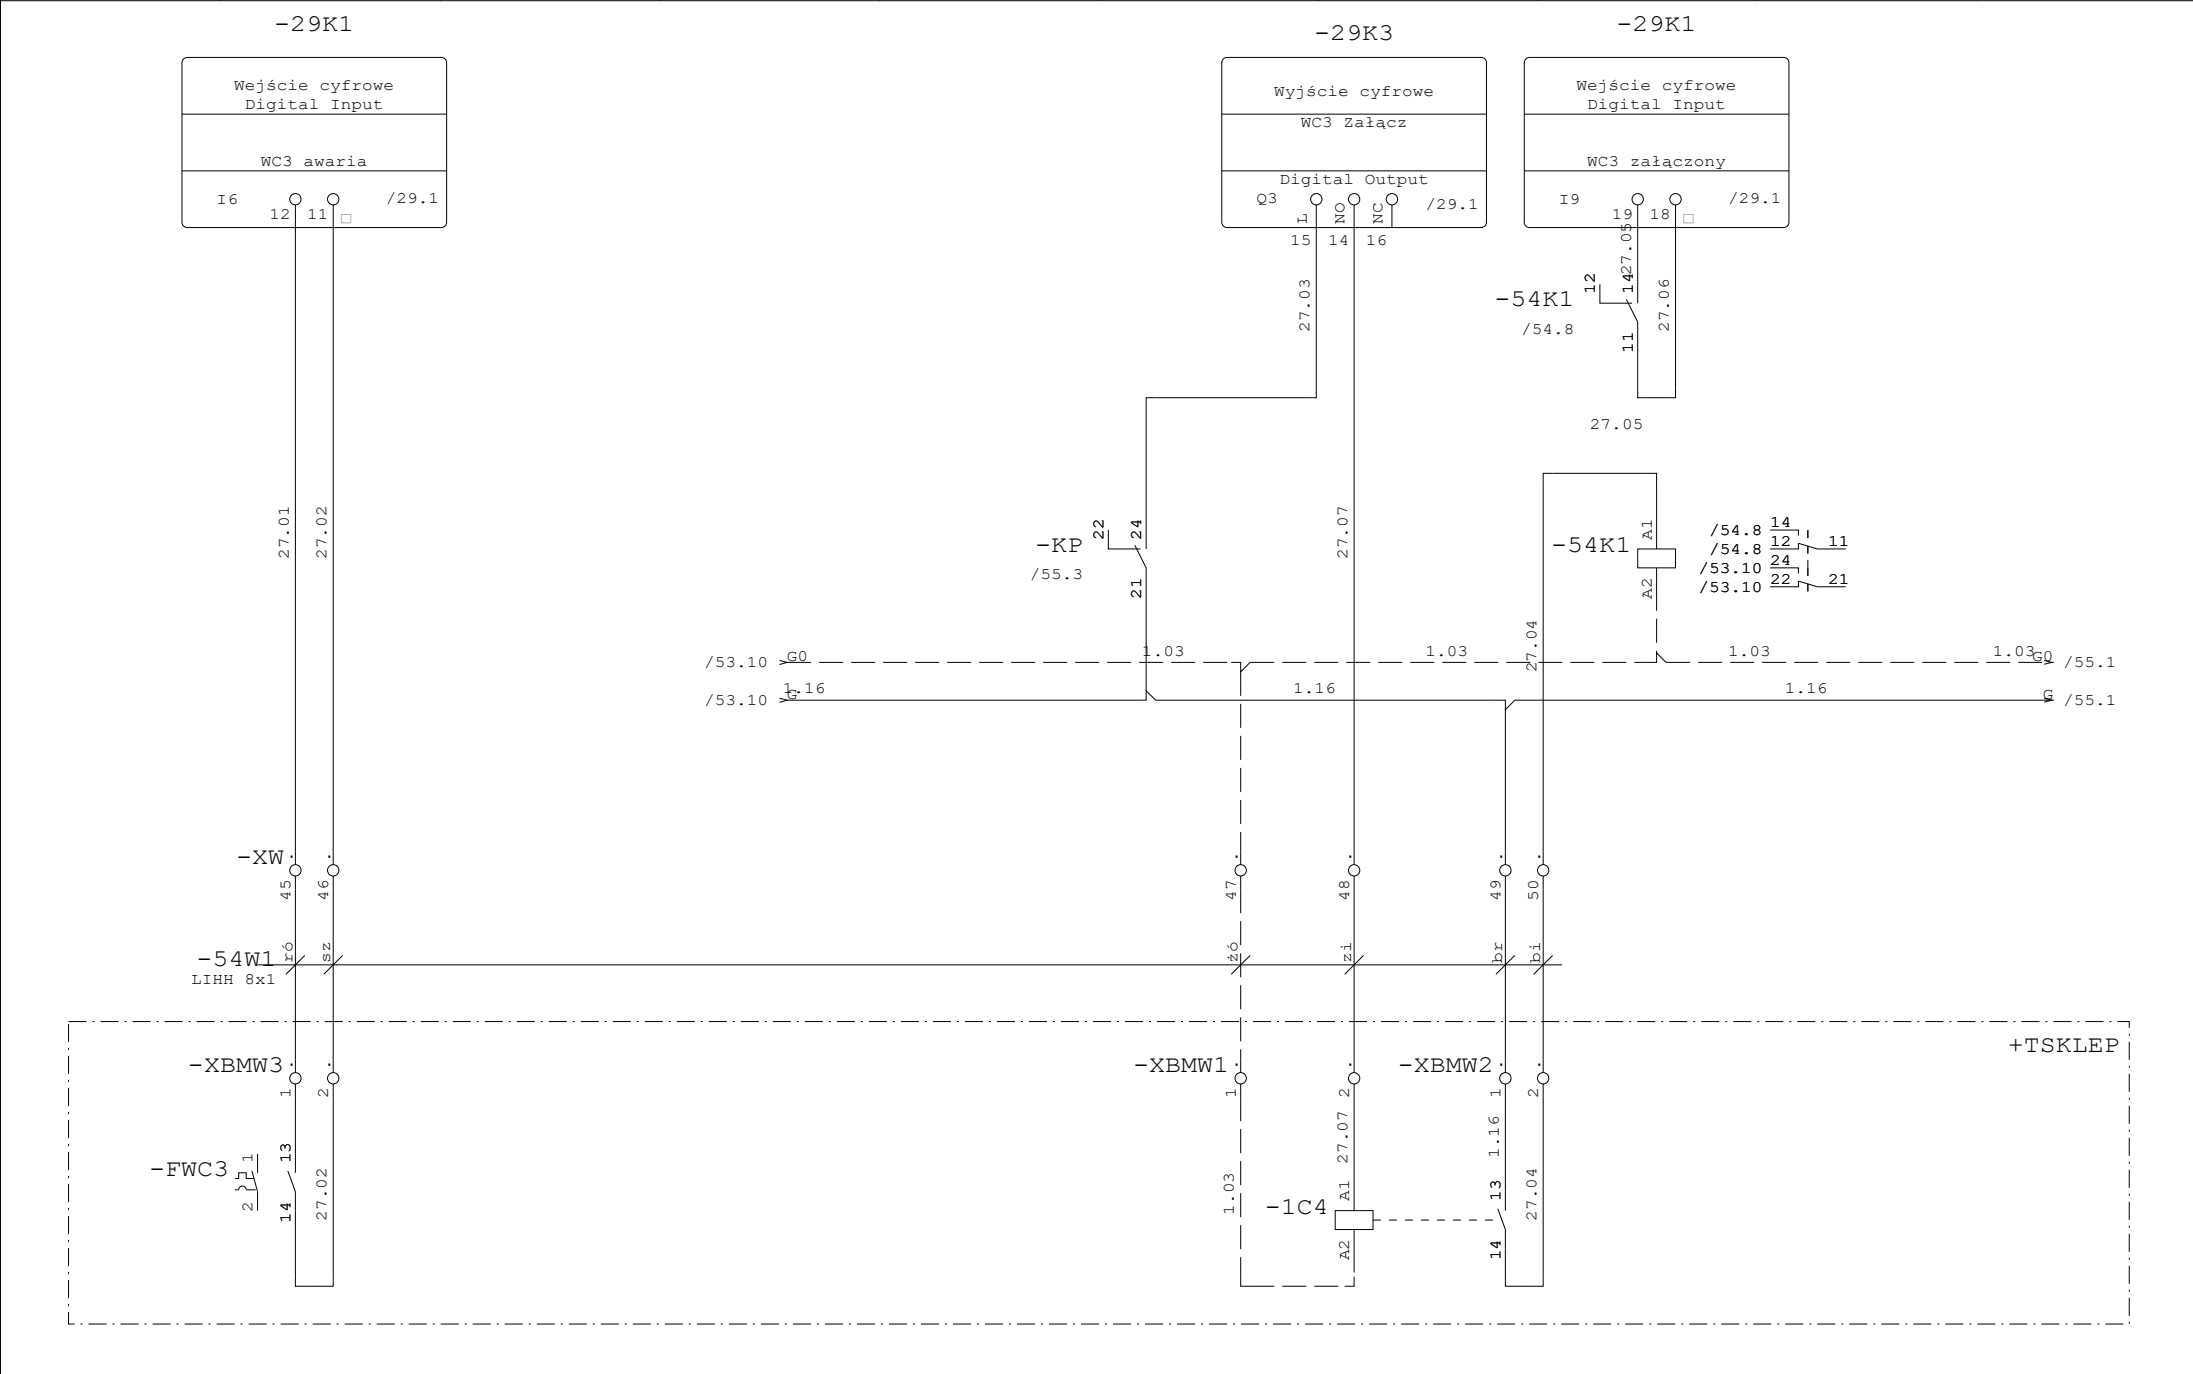 -29K1
-29K3
-29K1
Wejście cyfrowe
Digital Input
WC3 awaria
I6
12
11
/29.1
Wyjście cyfrowe
WC3 Załącz
Digital Output
Q3
L
NO
NC
/29.1
15
14
16
Wejście cyfrowe
Digital Input
WC3 załączony
I9
19
18
/29.1
27.05
27.03
12
14
-54K1
/54.8
11
27.06
27.05
27.01
27.02
22
24
-KP
/55.3
21
27.07
-54K1
A1
A2
/54.8 14
/54.8 12 11
/53.10 24
/53.10 22 21
27.04
/53.10 G0
1.03
1.03
1.03
1.03
G0 /55.1
/53.10 G
1.16
1.16
1.16
G /55.1
-XW
45
46
47
48
49
50
-54W1
LIHH 8x1
ró
sz
żó
zi
br
bi
+TSKLEP
-XBMW3
1
2
-XBMW1
1
2
-XBMW2
1
2
-FWC3
1
2
13
14
27.02
1.03
27.07
-1C4
A1
A2
1.16
13
14
27.04